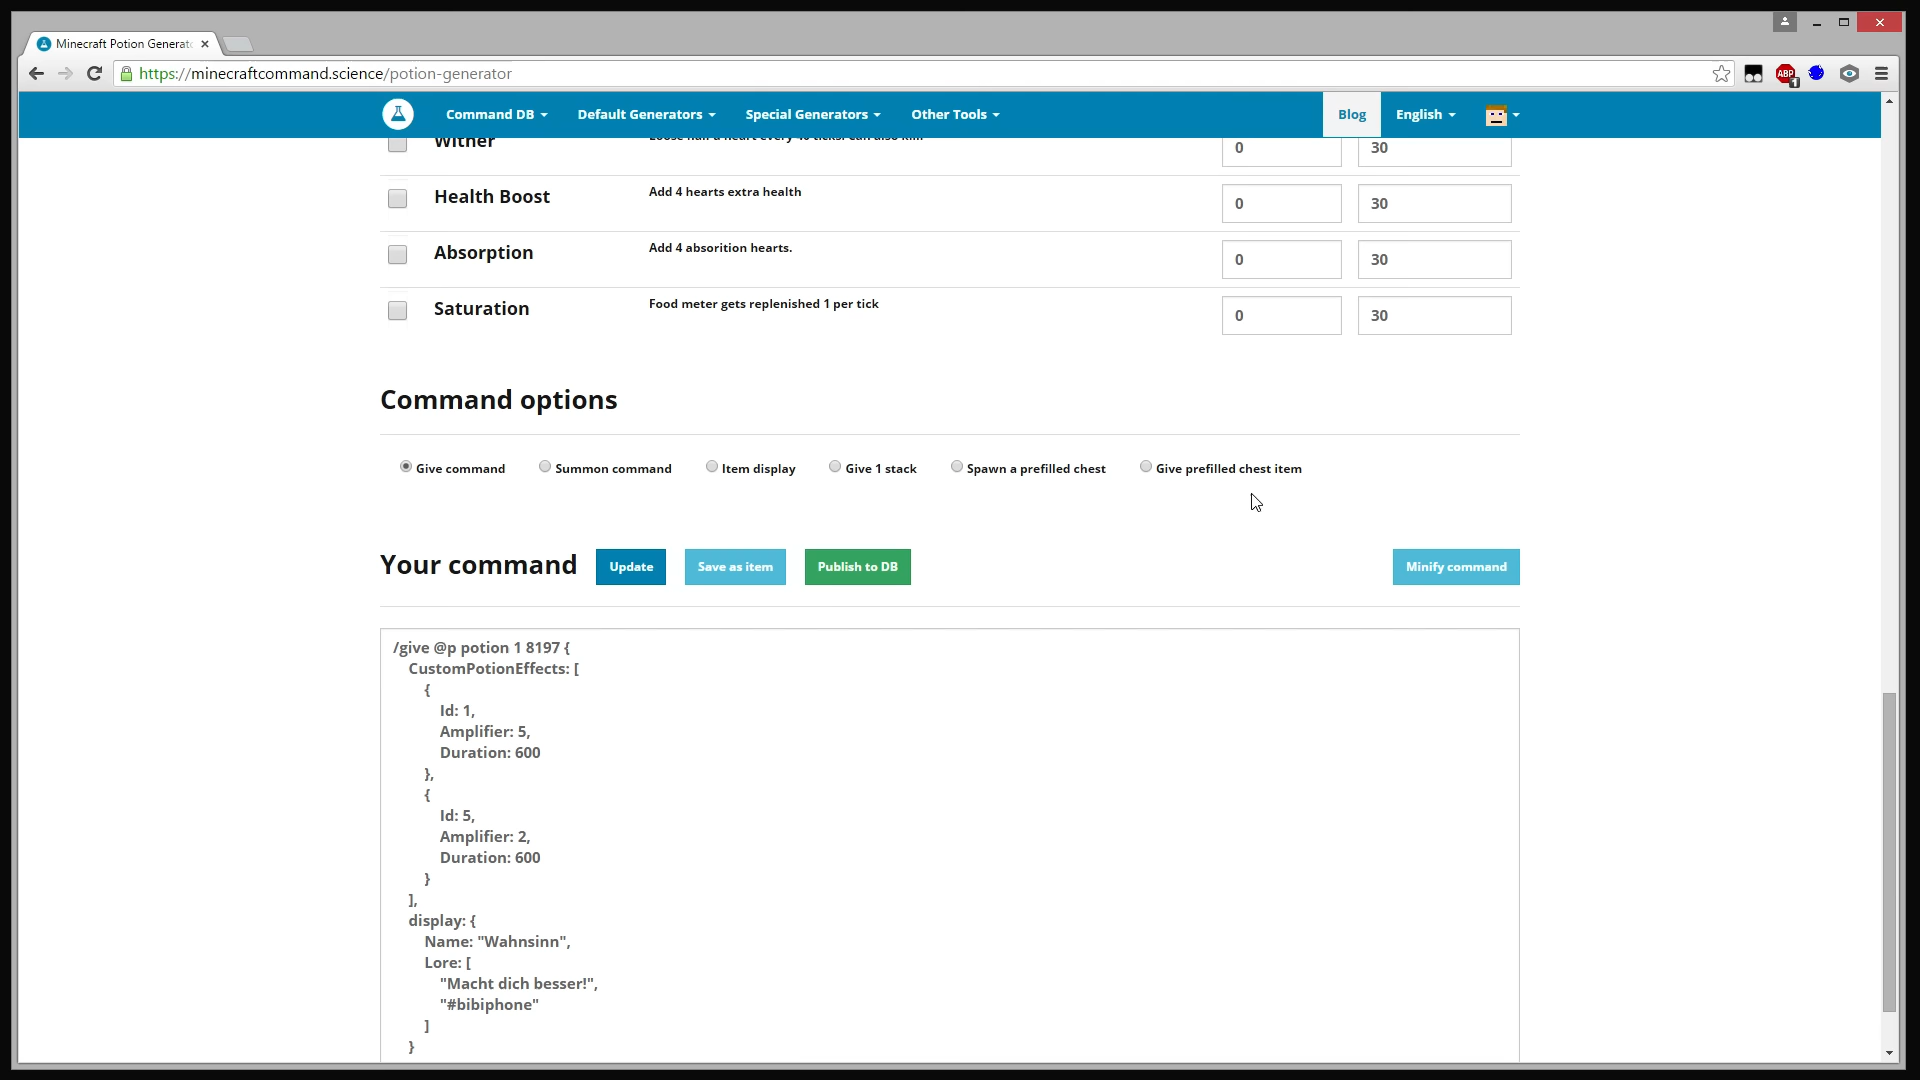 Minecraft Potion Generat
https://minecraftcommand.science/potion-generator
ABP
1
Command DB
Default Generators
Special Generators
Other Tools
Blog
English
Wither
0
30
Health Boost
Add 4 hearts extra health
0
30
Absorption
Add 4 absorition hearts.
0
30
Saturation
Food meter gets replenished 1 per tick
0
30
Command options
Give command
Summon command
Item display
Give 1 stack
Spawn a prefilled chest
Give prefilled chest item
Your command
Update
Save as item
Publish to DB
Minify command
/give @p potion 1 8197 {
CustomPotionEffects: [
{
Id: 1,
Amplifier: 5,
Duration: 600
},
{
Id: 5,
Amplifier: 2,
Duration: 600
}
],
display: {
Name: "Wahnsinn",
Lore: [
"Macht dich besser!",
"#bibiphone"
]
}